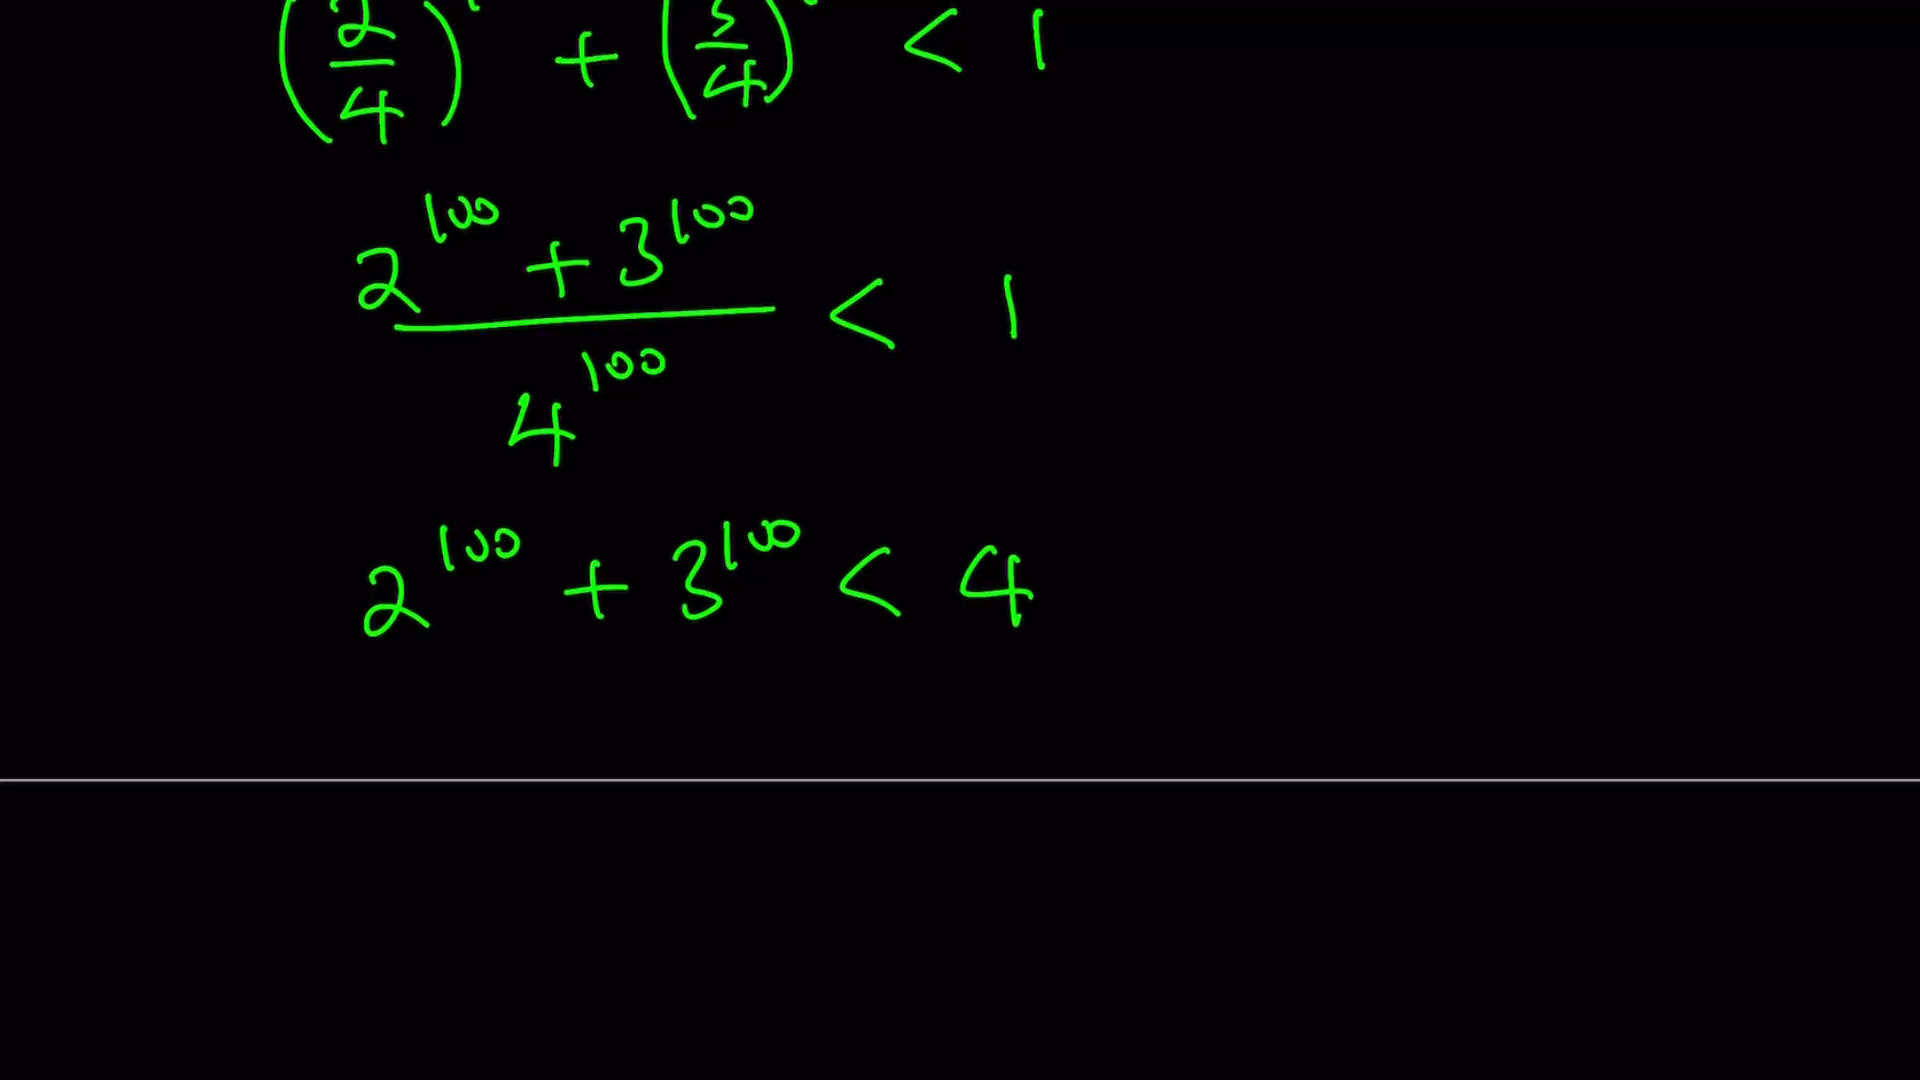 (2/4) + (3/4) < 1
2^100 + 3^100 / 4^100 < 1
2^100 + 3^100 < 4